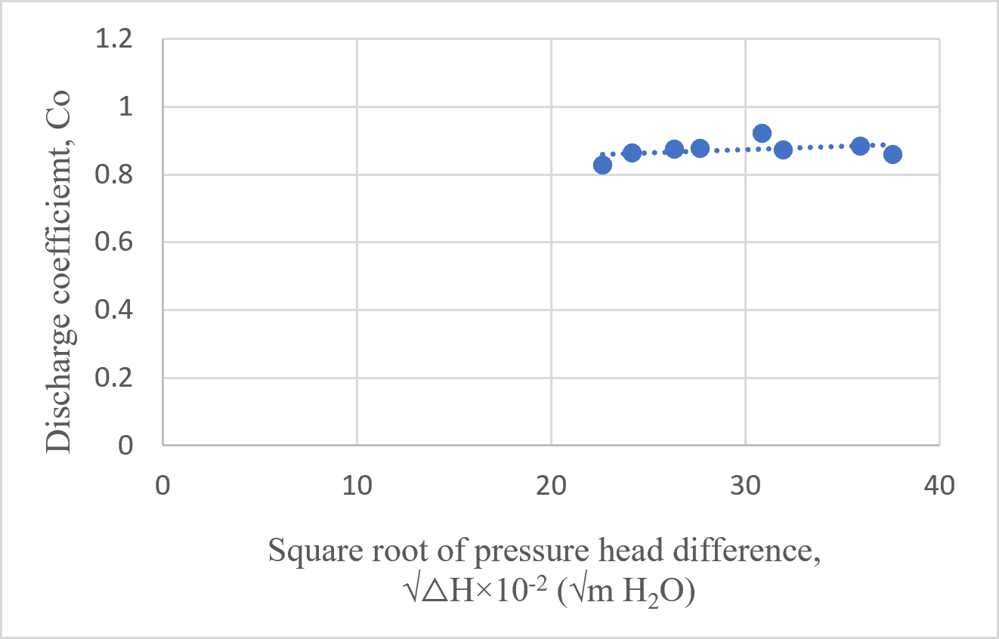 1.2
1
0.8
0.6
0.4
0.2
0
Discharge coefficiemt, Co
0 10 20 30 40
Square root of pressure head difference,
√△H×10⁻² (√m H₂O)